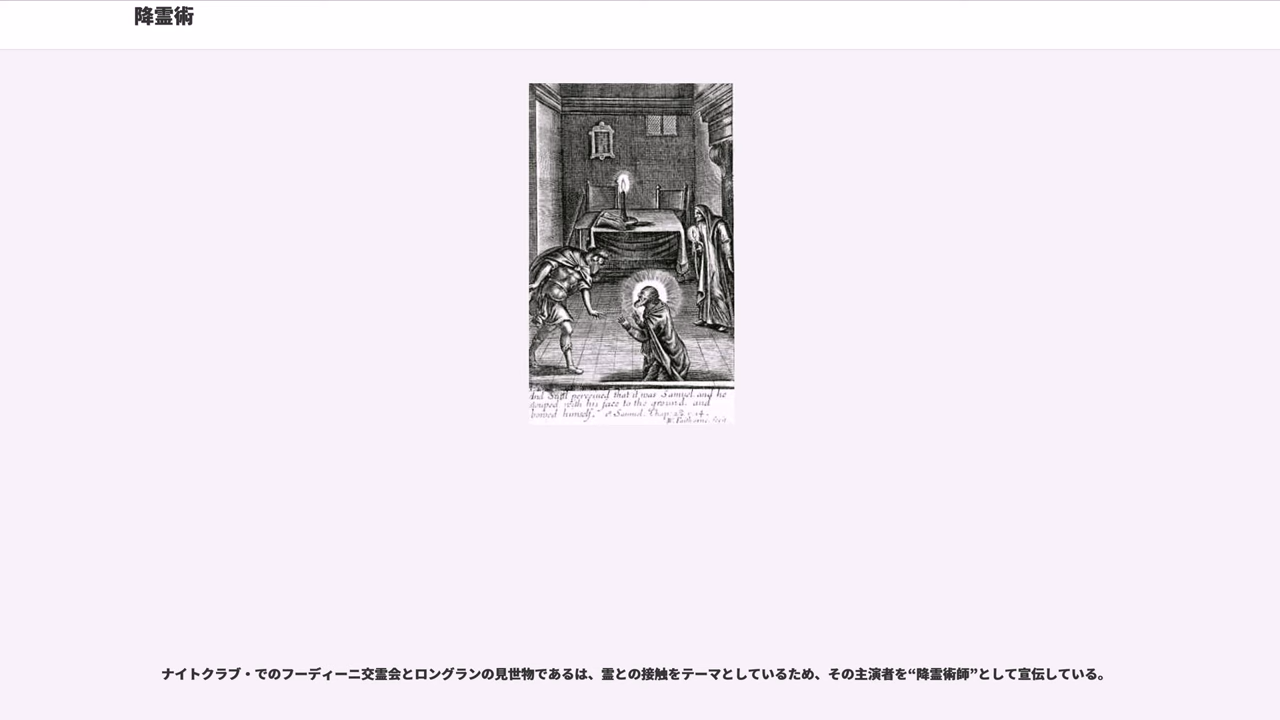 降霊術
And Saul perceived that it was Samuel and he
stouped with his face to the ground, and
bowed himself. Samuel. Chap:
ナイトクラブ・でのフーディーニ交霊会とロングランの見世物であるは、霊との接触をテーマとしているため、その主演者を“降霊術師”として宣伝している。